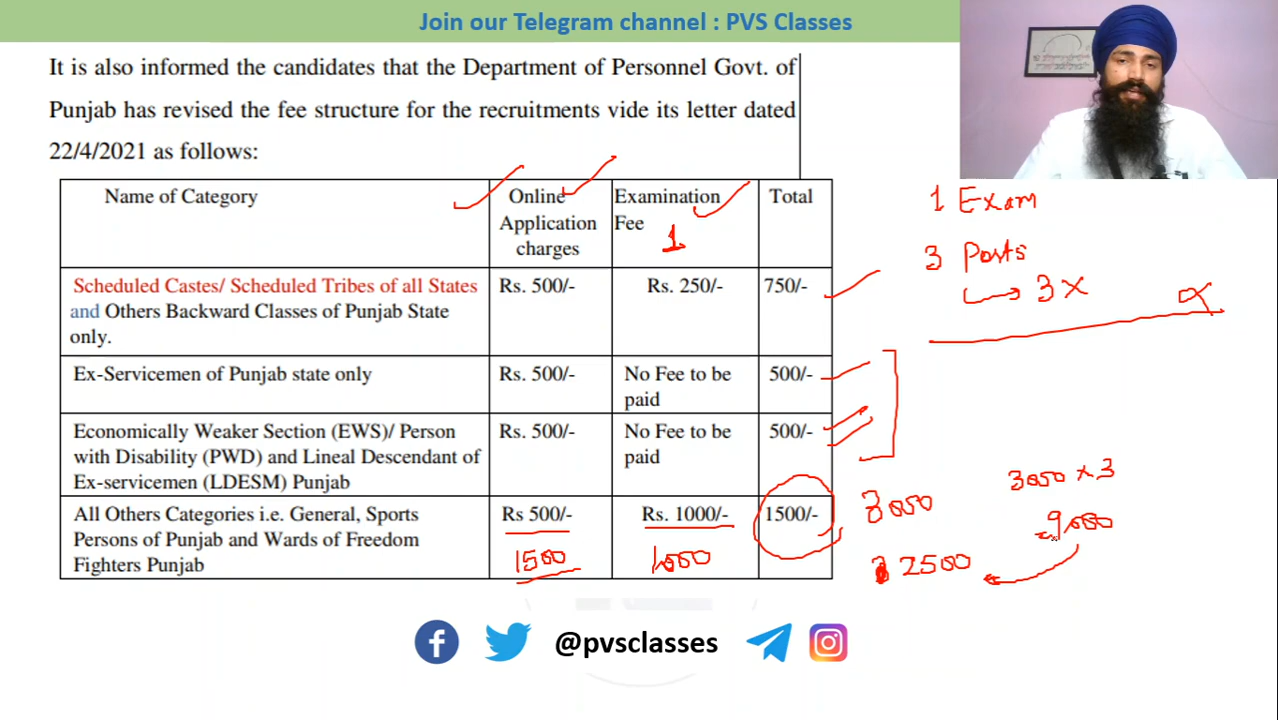 Join our Telegram channel : PVS Classes
It is also informed the candidates that the Department of Personnel Govt. of
Punjab has revised the fee structure for the recruitments vide its letter dated
22/4/2021 as follows:
Name of Category
Online
Application
charges
Examination
Fee
1
Total
Scheduled Castes/ Scheduled Tribes of all States
and Others Backward Classes of Punjab State
only.
Rs. 500/-
Rs. 250/-
750/-
Ex-Servicemen of Punjab state only
Rs. 500/-
No Fee to be
paid
500/-
Economically Weaker Section (EWS)/ Person
with Disability (PWD) and Lineal Descendant of
Ex-servicemen (LDESM) Punjab
Rs. 500/-
No Fee to be
paid
500/-
All Others Categories i.e. General, Sports
Persons of Punjab and Wards of Freedom
Fighters Punjab
Rs 500/-
1500
Rs. 1000/-
1000
1500/-
1 Exam
3 Posts
3 X
3000
2500
3000 x 3
9000
@pvsclasses